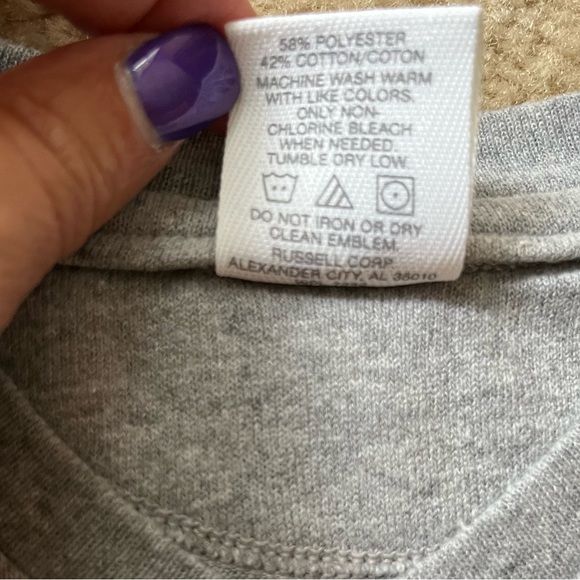 58% POLYESTER
42% COTTON/COTON
MACHINE WASH WARM
WITH LIKE COLORS.
ONLY NON-
CHLORINE BLEACH
WHEN NEEDED.
TUMBLE DRY LOW.
DO NOT IRON OR DRY
CLEAN EMBLEM.
RUSSELL CORP.
ALEXANDER CITY, AL 35010